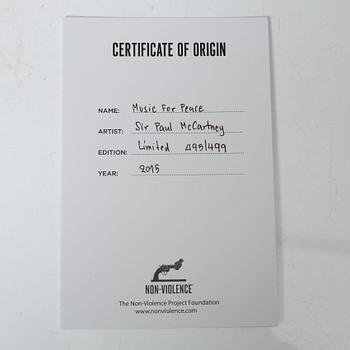 CERTIFICATE OF ORIGIN
NAME: Music For Peace
ARTIST: Sir Paul McCartney
EDITION: Limited 495/499
YEAR: 2015
NON-VIOLENCE
The Non-Violence Project Foundation
www.nonviolence.com